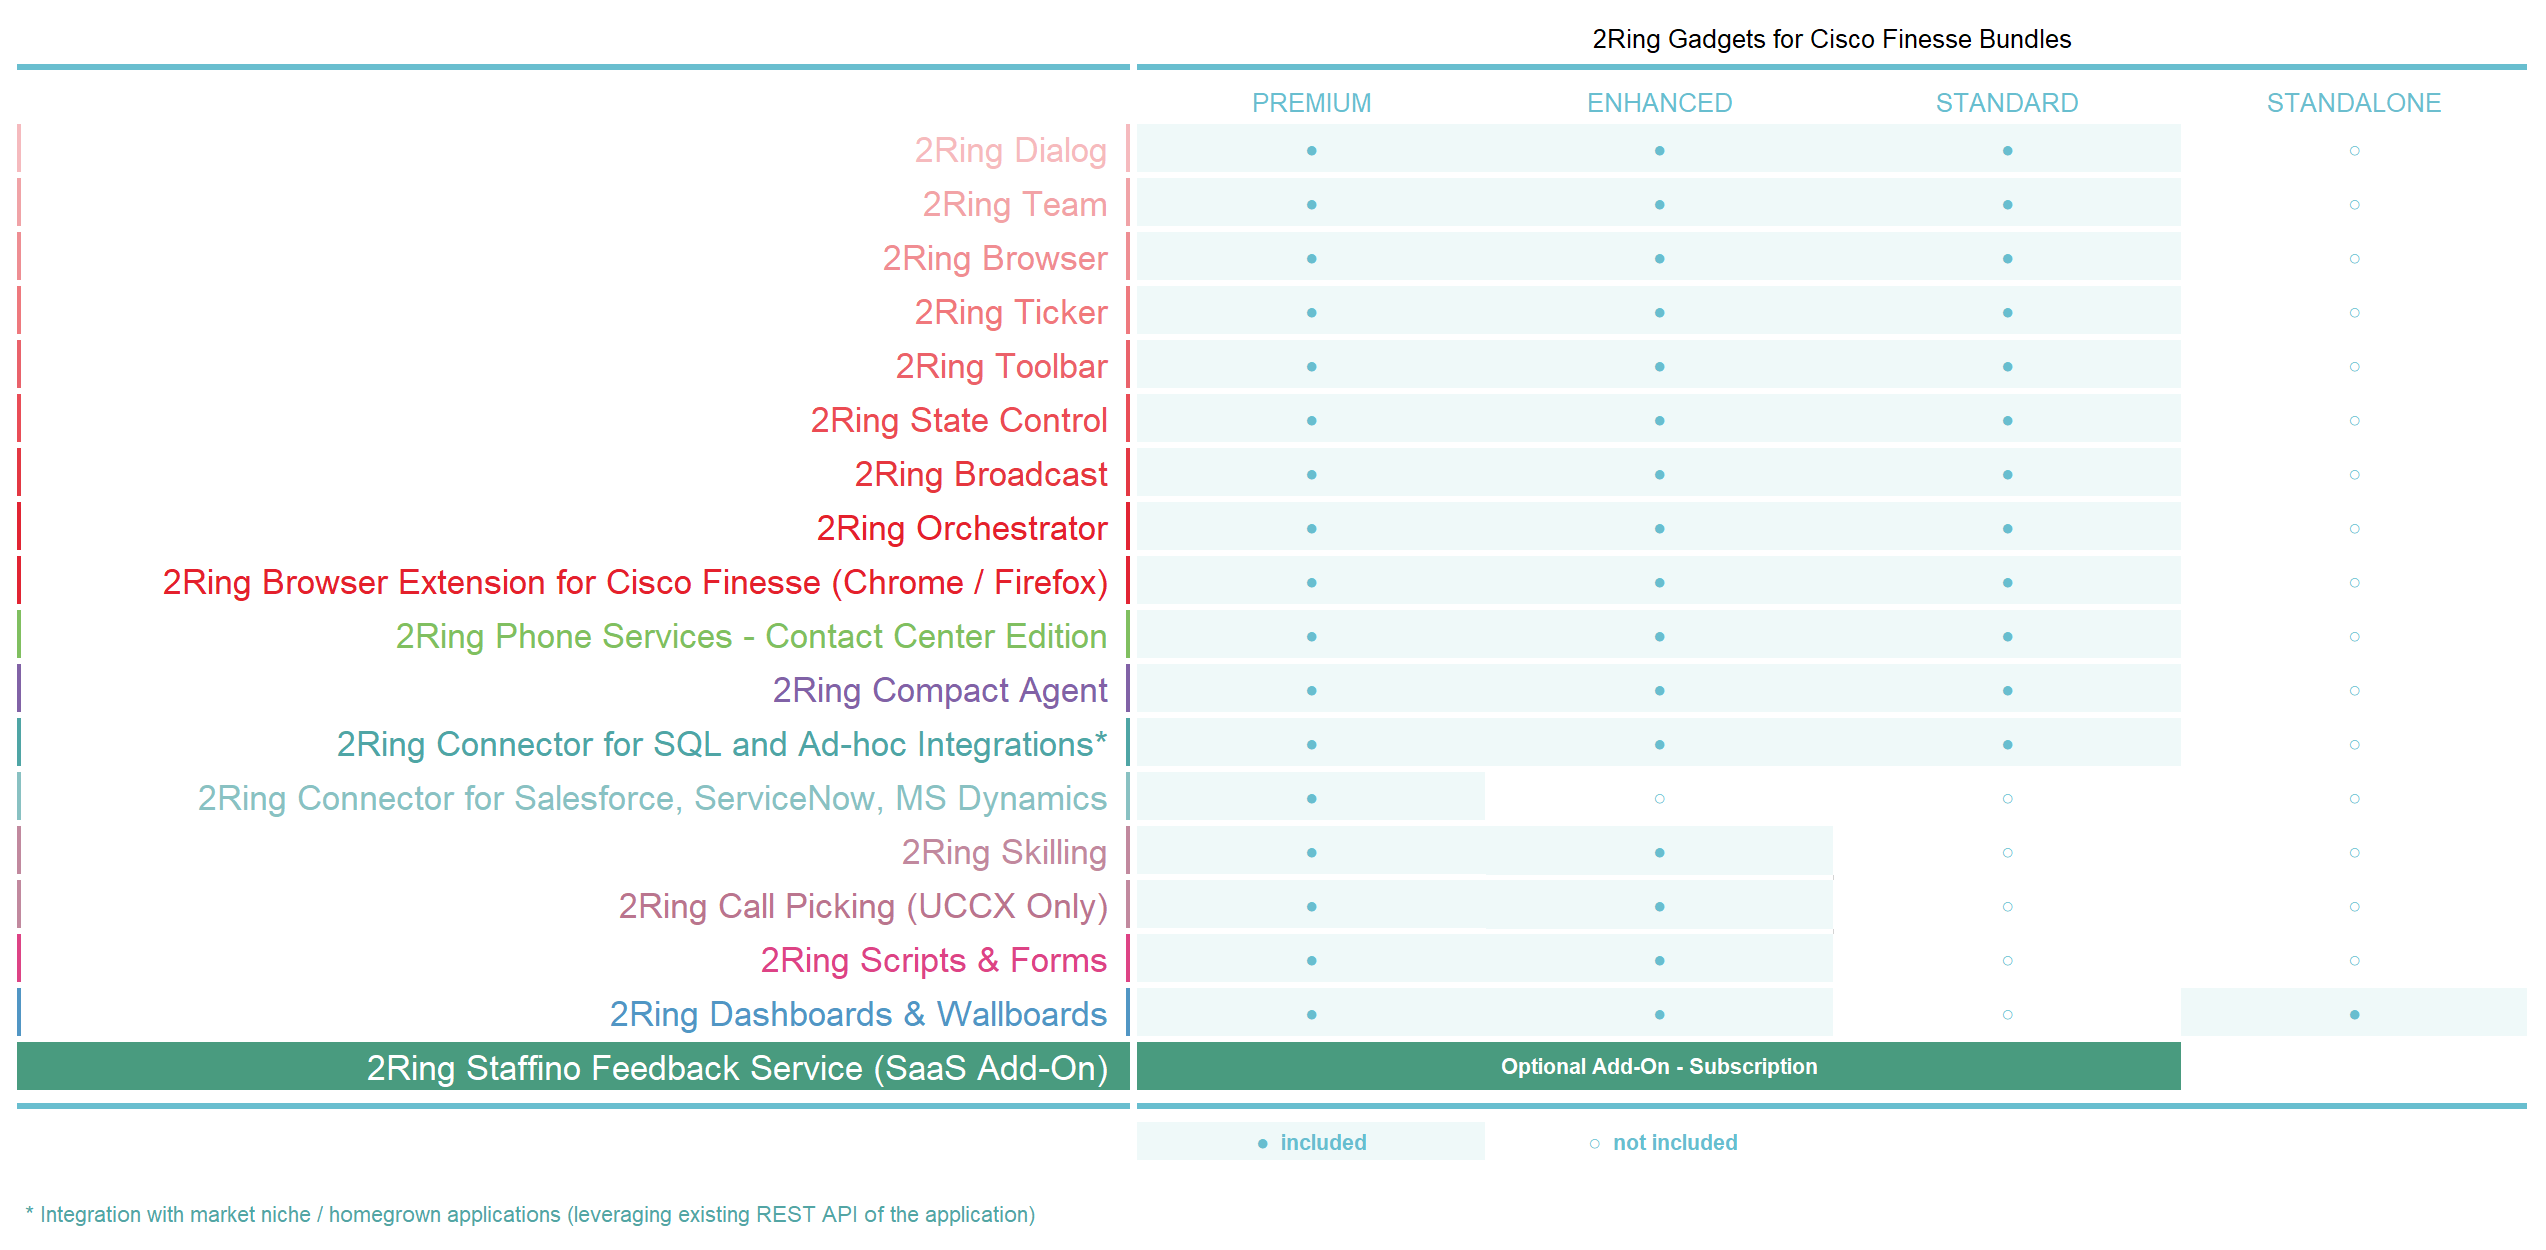 2Ring Gadgets for Cisco Finesse Bundles
PREMIUM ENHANCED STANDARD STANDALONE
2Ring Dialog ● ● ● ○
2Ring Team ● ● ● ○
2Ring Browser ● ● ● ○
2Ring Ticker ● ● ● ○
2Ring Toolbar ● ● ● ○
2Ring State Control ● ● ● ○
2Ring Broadcast ● ● ● ○
2Ring Orchestrator ● ● ● ○
2Ring Browser Extension for Cisco Finesse (Chrome / Firefox) ● ● ● ○
2Ring Phone Services - Contact Center Edition ● ● ● ○
2Ring Compact Agent ● ● ● ○
2Ring Connector for SQL and Ad-hoc Integrations* ● ● ● ○
2Ring Connector for Salesforce, ServiceNow, MS Dynamics ● ○ ○ ○
2Ring Skilling ● ● ○ ○
2Ring Call Picking (UCCX Only) ● ● ○ ○
2Ring Scripts & Forms ● ● ○ ○
2Ring Dashboards & Wallboards ● ● ○ ●
2Ring Staffino Feedback Service (SaaS Add-On) Optional Add-On - Subscription
● included ○ not included
* Integration with market niche / homegrown applications (leveraging existing REST API of the application)